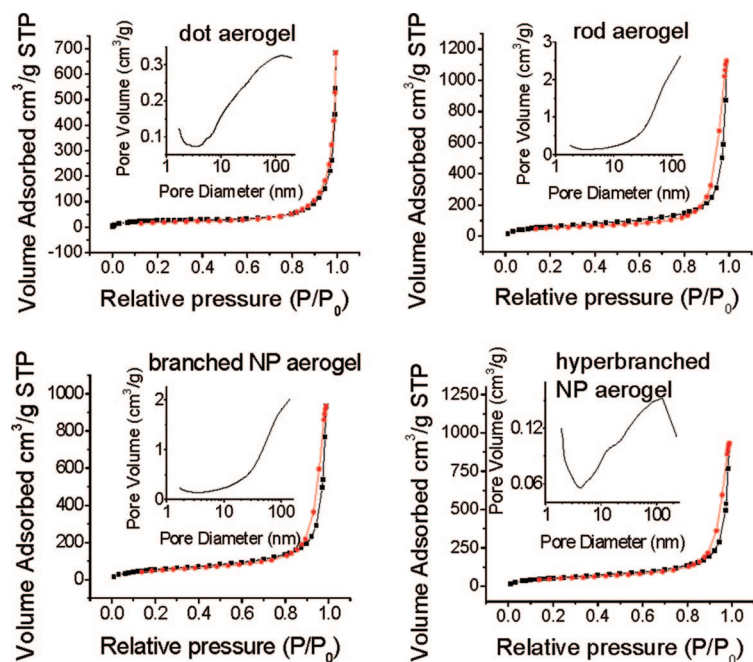 dot aerogel
Volume Adsorbed cm³/g STP
700
600
500
400
300
200
100
0
-100
0.0 0.2 0.4 0.6 0.8 1.0
Relative pressure (P/P₀)
Pore Volume (cm³/g)
0.3
0.2
0.1
1 10 100
Pore Diameter (nm)
rod aerogel
Volume Adsorbed cm³/g STP
1200
1000
800
600
400
200
0
0.0 0.2 0.4 0.6 0.8 1.0
Relative pressure (P/P₀)
Pore Volume (cm³/g)
3
2
1
0
1 10 100
Pore Diameter (nm)
branched NP aerogel
Volume Adsorbed cm³/g STP
1000
800
600
400
200
0
0.0 0.2 0.4 0.6 0.8 1.0
Relative pressure (P/P₀)
Pore Volume (cm³/g)
2
1
0
1 10 100
Pore Diameter (nm)
hyperbranched
NP aerogel
Volume Adsorbed cm³/g STP
1250
1000
750
500
250
0
0.0 0.2 0.4 0.6 0.8 1.0
Relative pressure (P/P₀)
Pore Volume (cm³/g)
0.12
0.06
1 10 100
Pore Diameter (nm)